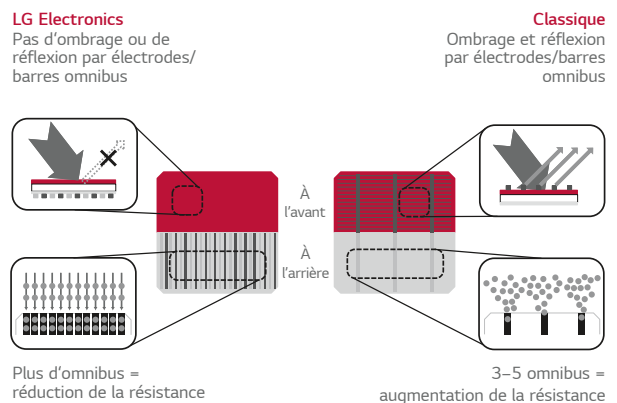 LG Electronics
Pas d'ombrage ou de
réflexion par électrodes/
barres omnibus
Classique
Ombrage et réflexion
par électrodes/barres
omnibus
À
l'avant
À
l'arrière
Plus d'omnibus =
réduction de la résistance
3–5 omnibus =
augmentation de la résistance